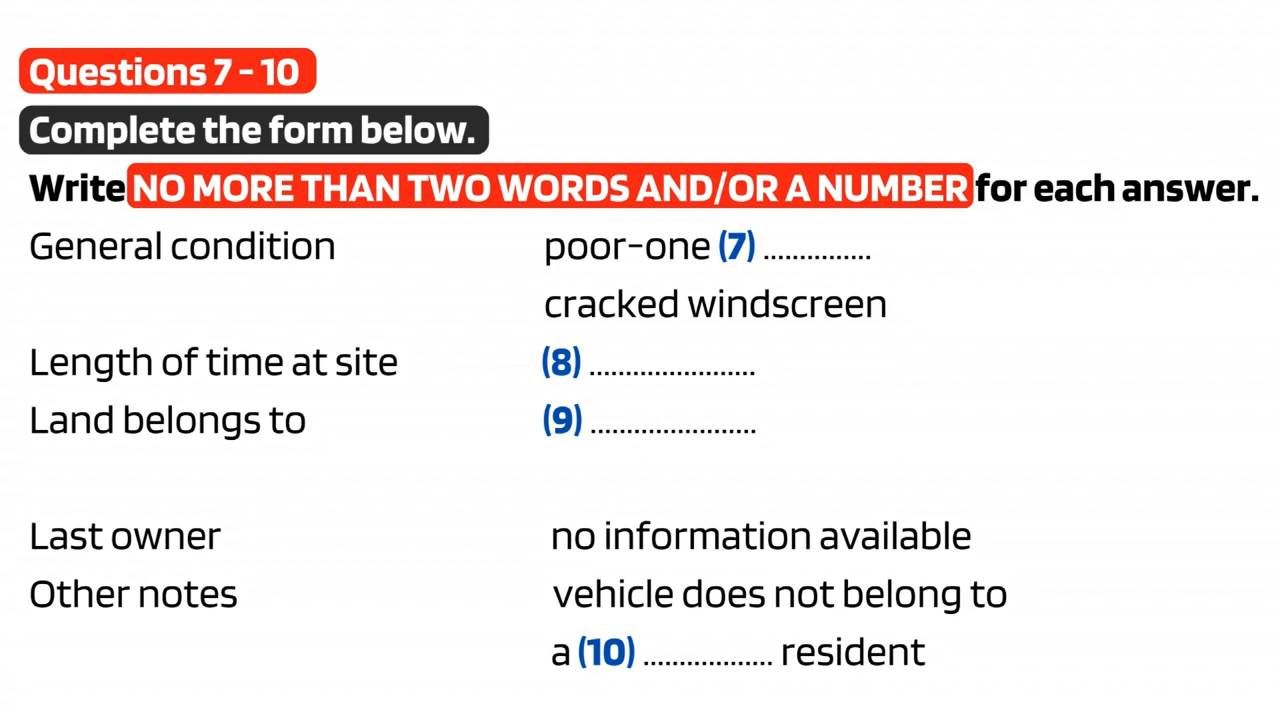 Questions 7 - 10
Complete the form below.
Write NO MORE THAN TWO WORDS AND/OR A NUMBER for each answer.
General condition poor-one (7) ...............
cracked windscreen
Length of time at site (8) .......................
Land belongs to (9) .......................
Last owner no information available
Other notes vehicle does not belong to
a (10) .................. resident